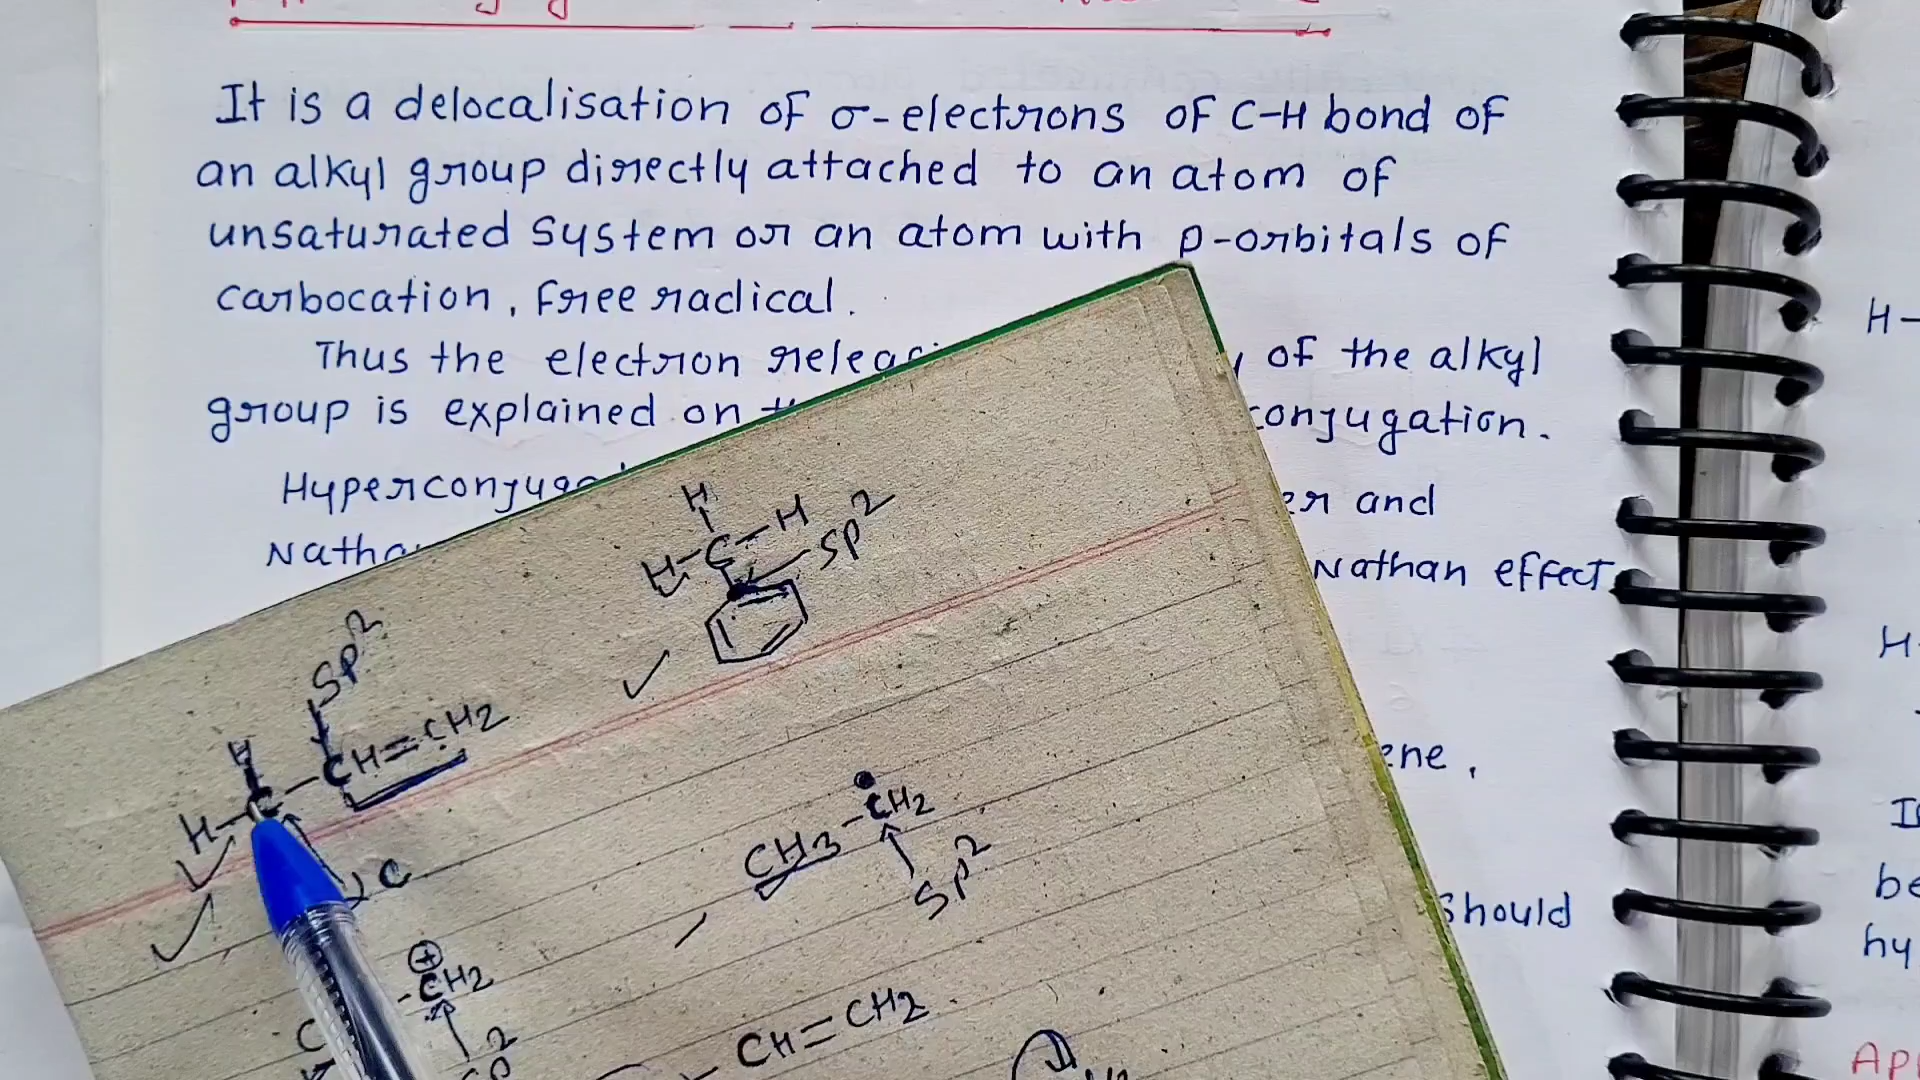 It is a delocalisation of σ-electrons of C-H bond of
an alkyl group directly attached to an atom of
unsaturated system or an atom with p-orbitals of
carbocation, free radical.
Thus the electron of the alkyl
group is explained on conjugation.
and
Nathan effect
should
H
H-C-H
SP2
SP2
H
CH=CH2
H-C
C
CH3-CH2
SP2
⊕
-CH2
CH=CH2
H-
H-
be
hy